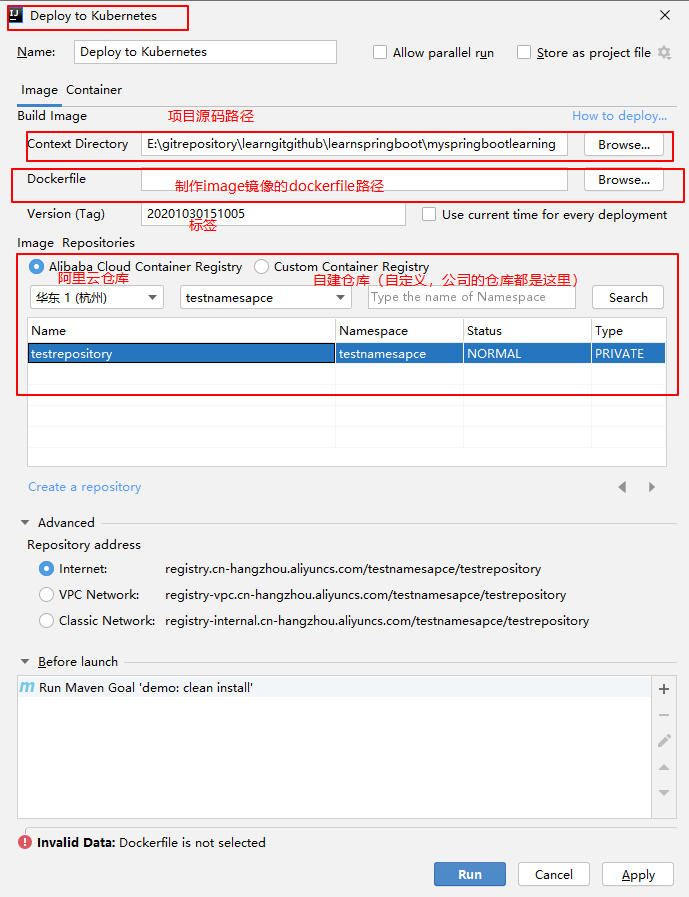 Deploy to Kubernetes
Name: Deploy to Kubernetes Allow parallel run Store as project file
Image Container
Build Image 项目源码路径 How to deploy...
Context Directory E:\gitrepository\learngitgithub\learnspringboot\myspringbootlearning Browse...
Dockerfile 制作image镜像的dockerfile路径 Browse...
Version (Tag) 20201030151005 Use current time for every deployment
标签
Image Repositories
Alibaba Cloud Container Registry Custom Container Registry
阿里云仓库 自建仓库（自定义，公司的仓库都是这里）
华东 1 (杭州) testnamesapce Type the name of Namespace Search
Name Namespace Status Type
testrepository testnamesapce NORMAL PRIVATE
Create a repository
Advanced
Repository address
Internet: registry.cn-hangzhou.aliyuncs.com/testnamesapce/testrepository
VPC Network: registry-vpc.cn-hangzhou.aliyuncs.com/testnamesapce/testrepository
Classic Network: registry-internal.cn-hangzhou.aliyuncs.com/testnamesapce/testrepository
Before launch
Run Maven Goal 'demo: clean install'
Invalid Data: Dockerfile is not selected
Run Cancel Apply